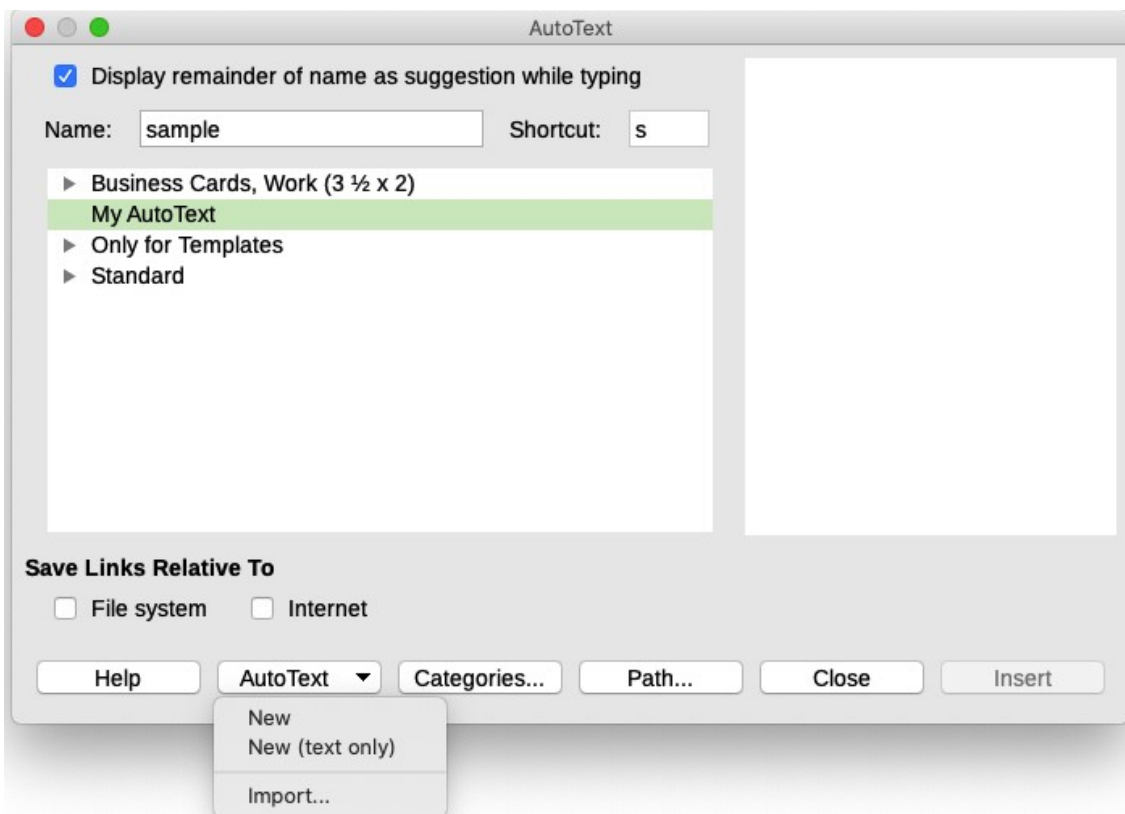 AutoText
Display remainder of name as suggestion while typing
Name: sample Shortcut: s
Business Cards, Work (3 ½ x 2)
My AutoText
Only for Templates
Standard
Save Links Relative To
File system Internet
Help AutoText Categories... Path... Close Insert
New
New (text only)
Import...